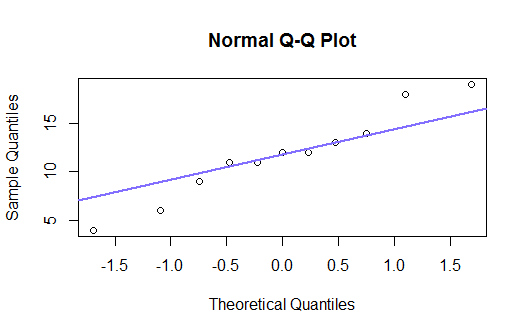 Normal Q-Q Plot
Sample Quantiles
15
10
5
-1.5 -1.0 -0.5 0.0 0.5 1.0 1.5
Theoretical Quantiles